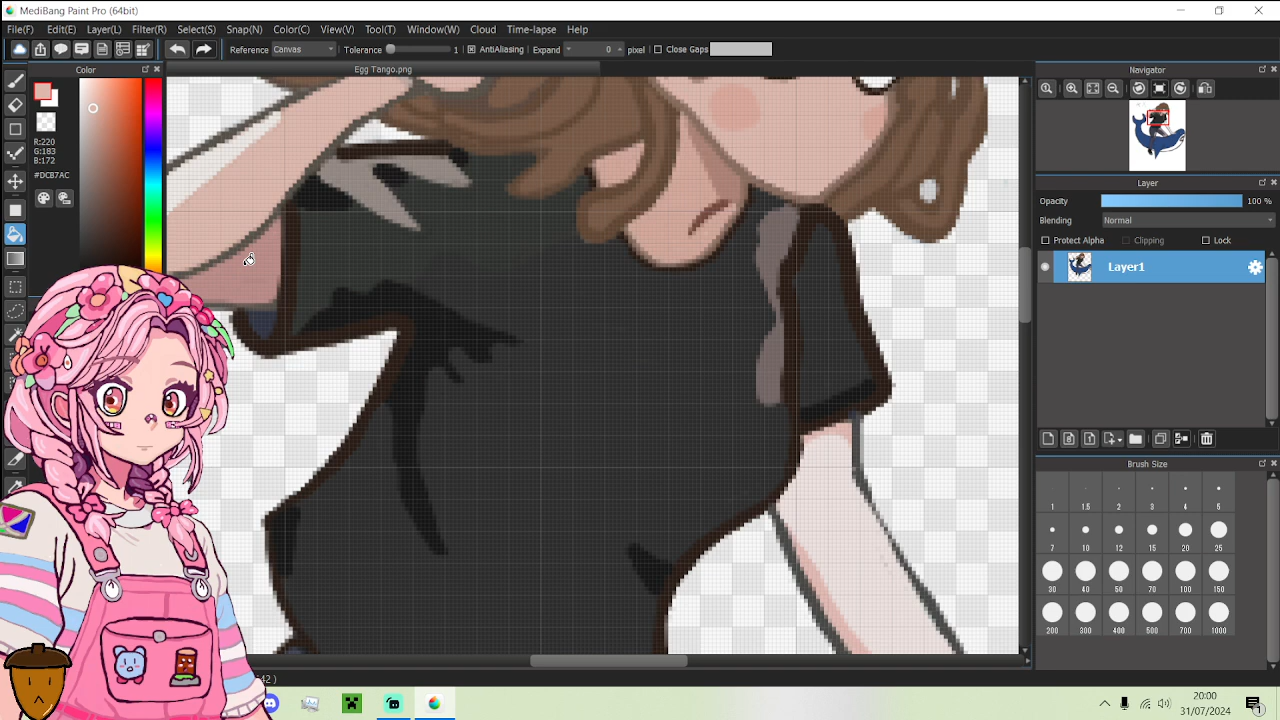 MediBang Paint Pro (64bit)
File(F) Edit(E) Layer(L) Filter(R) Select(S) Snap(N) Color(C) View(V) Tool(T) Window(W) Cloud Time-lapse Help
Reference Canvas Tolerance 1 AntiAliasing Expand 0 pixel Close Gaps
Color
Egg Tango.png
Navigator
R:220
G:183
B:172
#DCB7AC
Layer
Opacity 100 %
Blending Normal
Protect Alpha Clipping Lock
Layer1
Brush Size
1 1.5 2 3 4 5
7 10 12 15 20 25
30 40 50 70 100 150
200 300 400 500 700 1000
42 )
20:00
31/07/2024
1